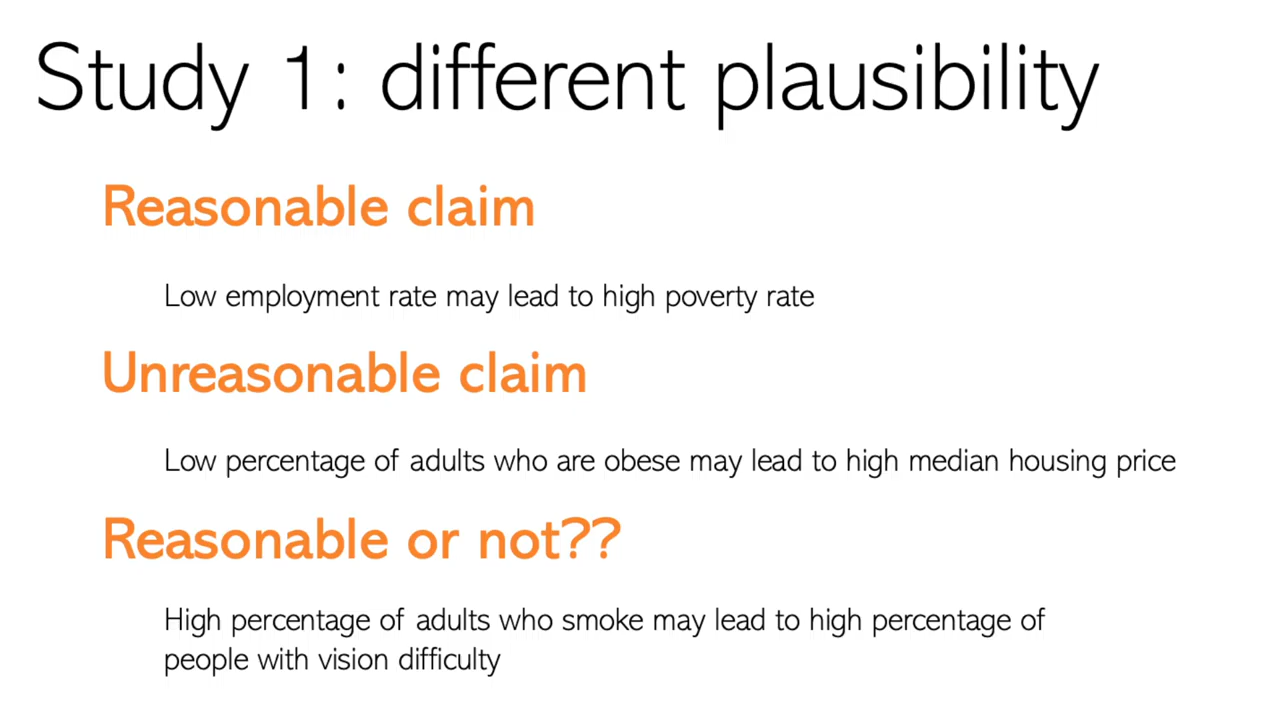 Study 1: different plausibility
Reasonable claim
Low employment rate may lead to high poverty rate
Unreasonable claim
Low percentage of adults who are obese may lead to high median housing price
Reasonable or not??
High percentage of adults who smoke may lead to high percentage of
people with vision difficulty